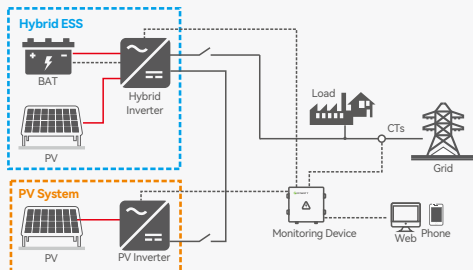 Hybrid ESS
BAT
Hybrid
Inverter
PV
Load
CTs
Grid
PV System
PV
PV Inverter
Monitoring Device
Web
Phone